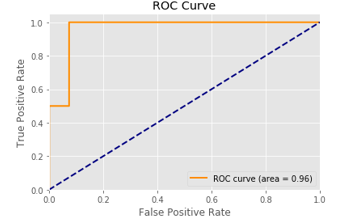 ROC Curve
1.0
0.8
0.6
0.4
0.2
0.0
True Positive Rate
ROC curve (area = 0.96)
0.0 0.2 0.4 0.6 0.8 1.0
False Positive Rate